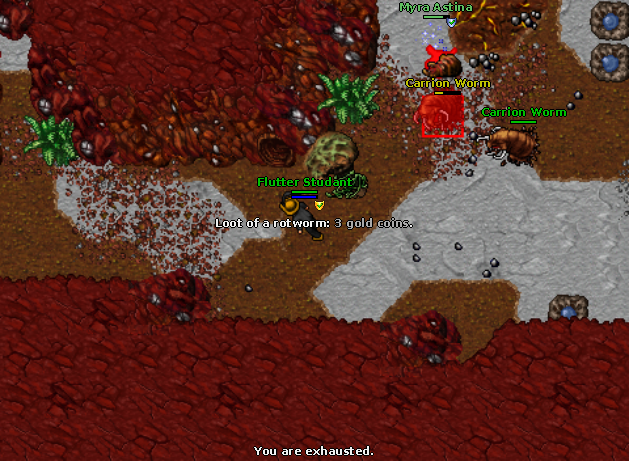 Myra Astina
Carrion Worm
Carrion Worm
Flutter Studant
Loot of a rotworm: 3 gold coins.
You are exhausted.